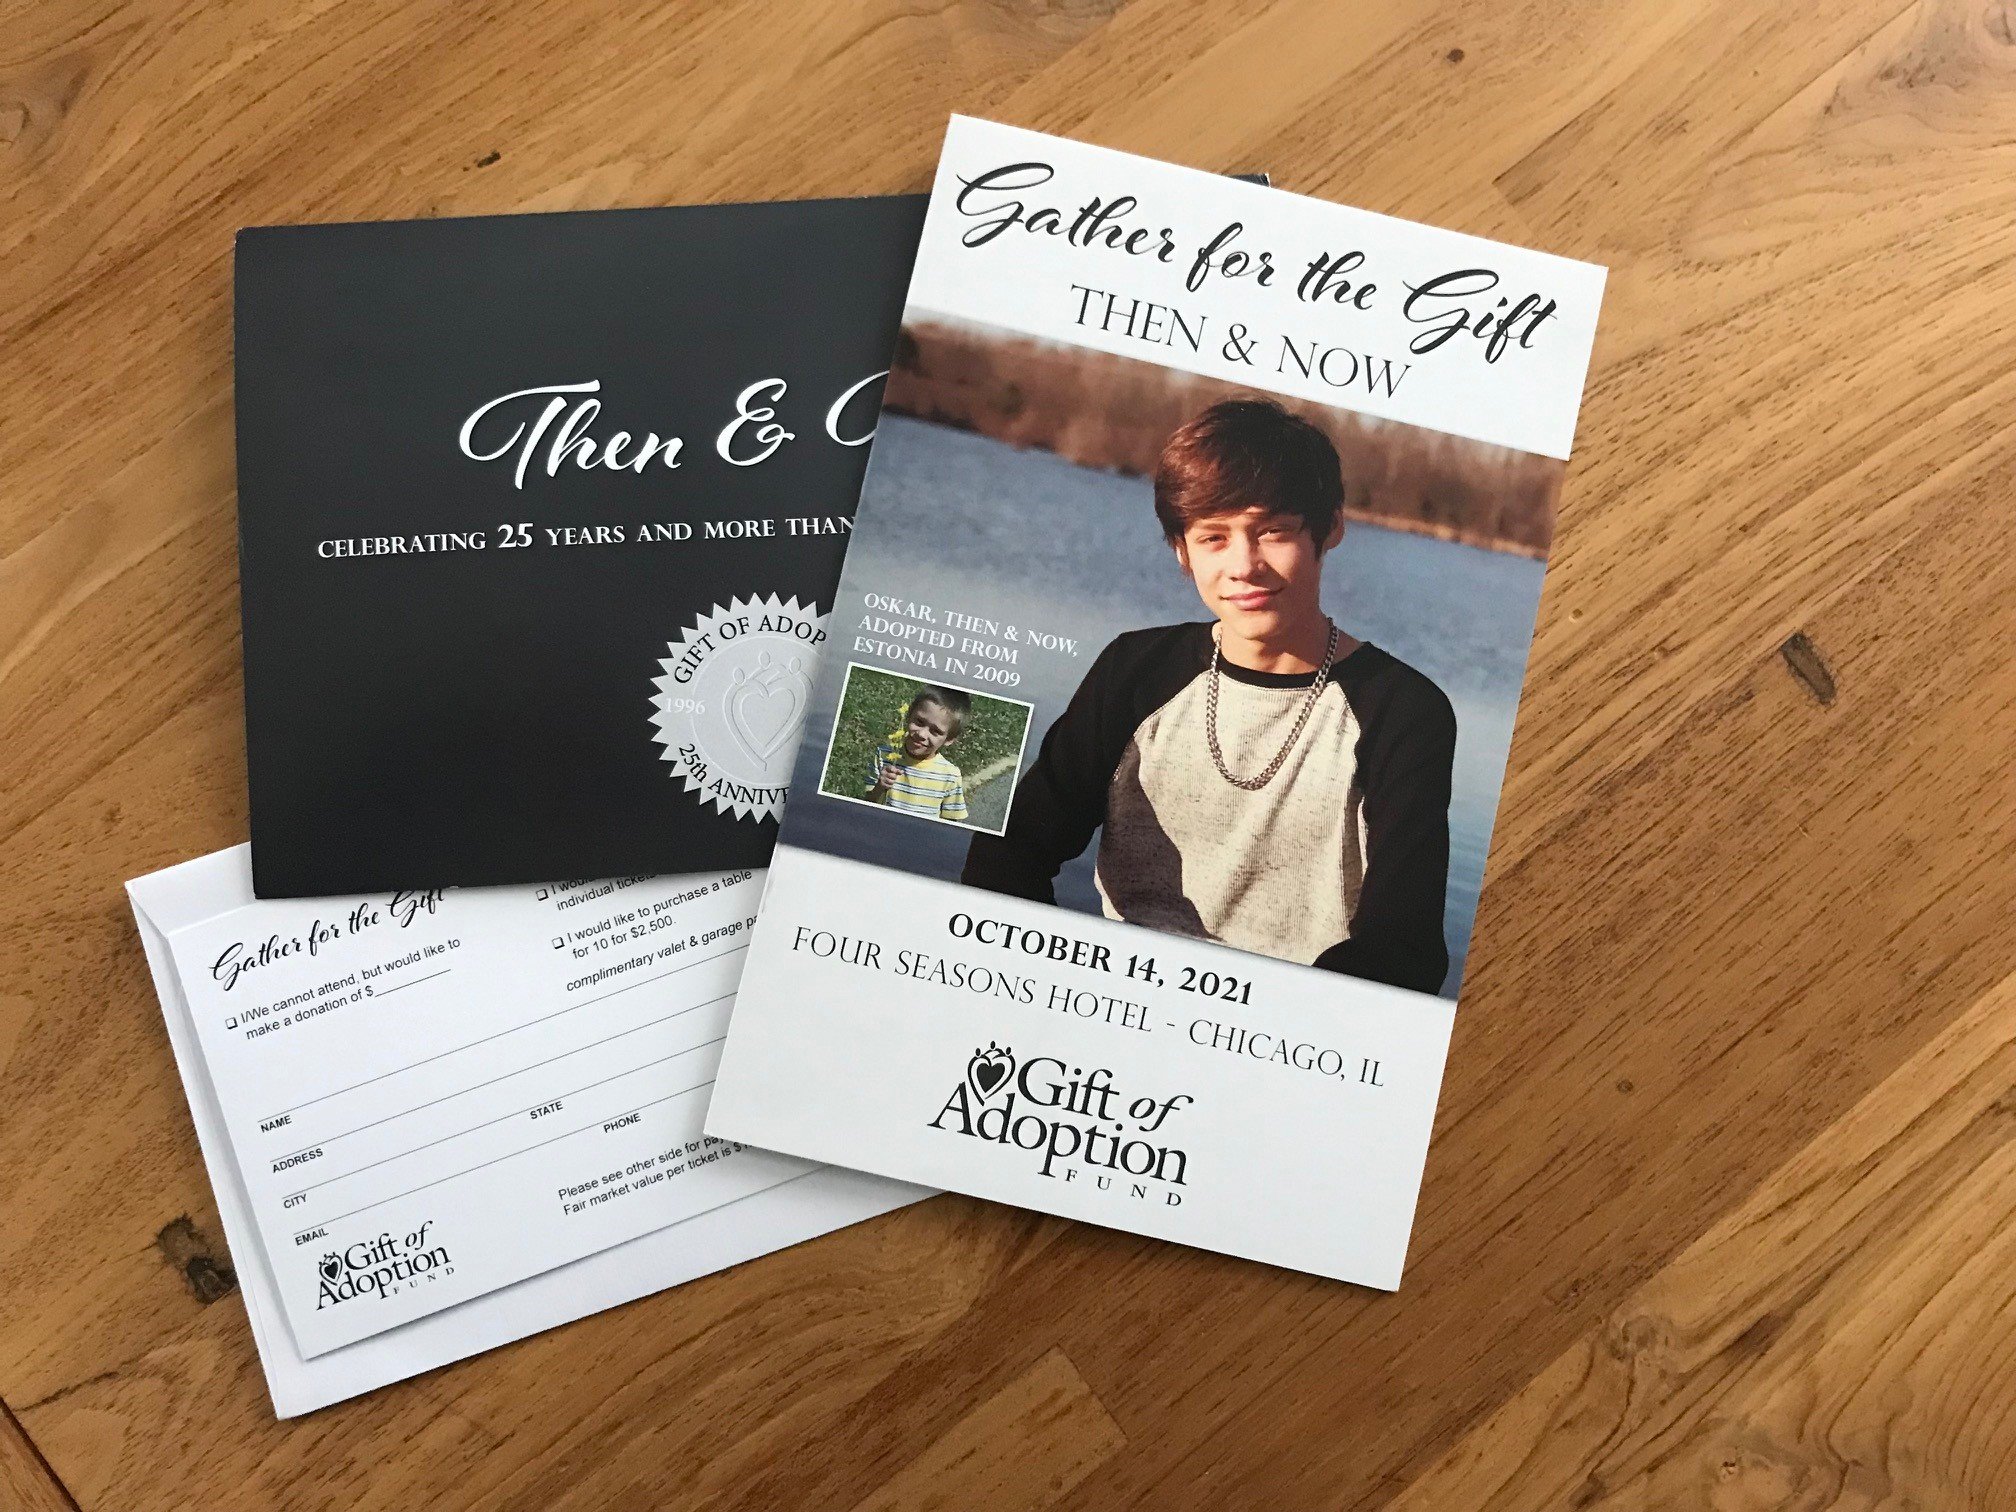 Then &
CELEBRATING 25 YEARS AND MORE THAN
GIFT OF ADOP
1996
25th ANNIV
Gather for the Gift
THEN & NOW
OSKAR, THEN & NOW,
ADOPTED FROM
ESTONIA IN 2009
OCTOBER 14, 2021
FOUR SEASONS HOTEL - CHICAGO, IL
Gift of
Adoption
FUND
Gather for the Gift
❑ I/We cannot attend, but would like to
make a donation of $
❑ I would
individual tickets
❑ I would like to purchase a table
for 10 for $2,500.
complimentary valet & garage
NAME
ADDRESS
CITY
STATE
EMAIL
PHONE
Please see other side for
Fair market value per ticket is $
Gift of
Adoption
FUND